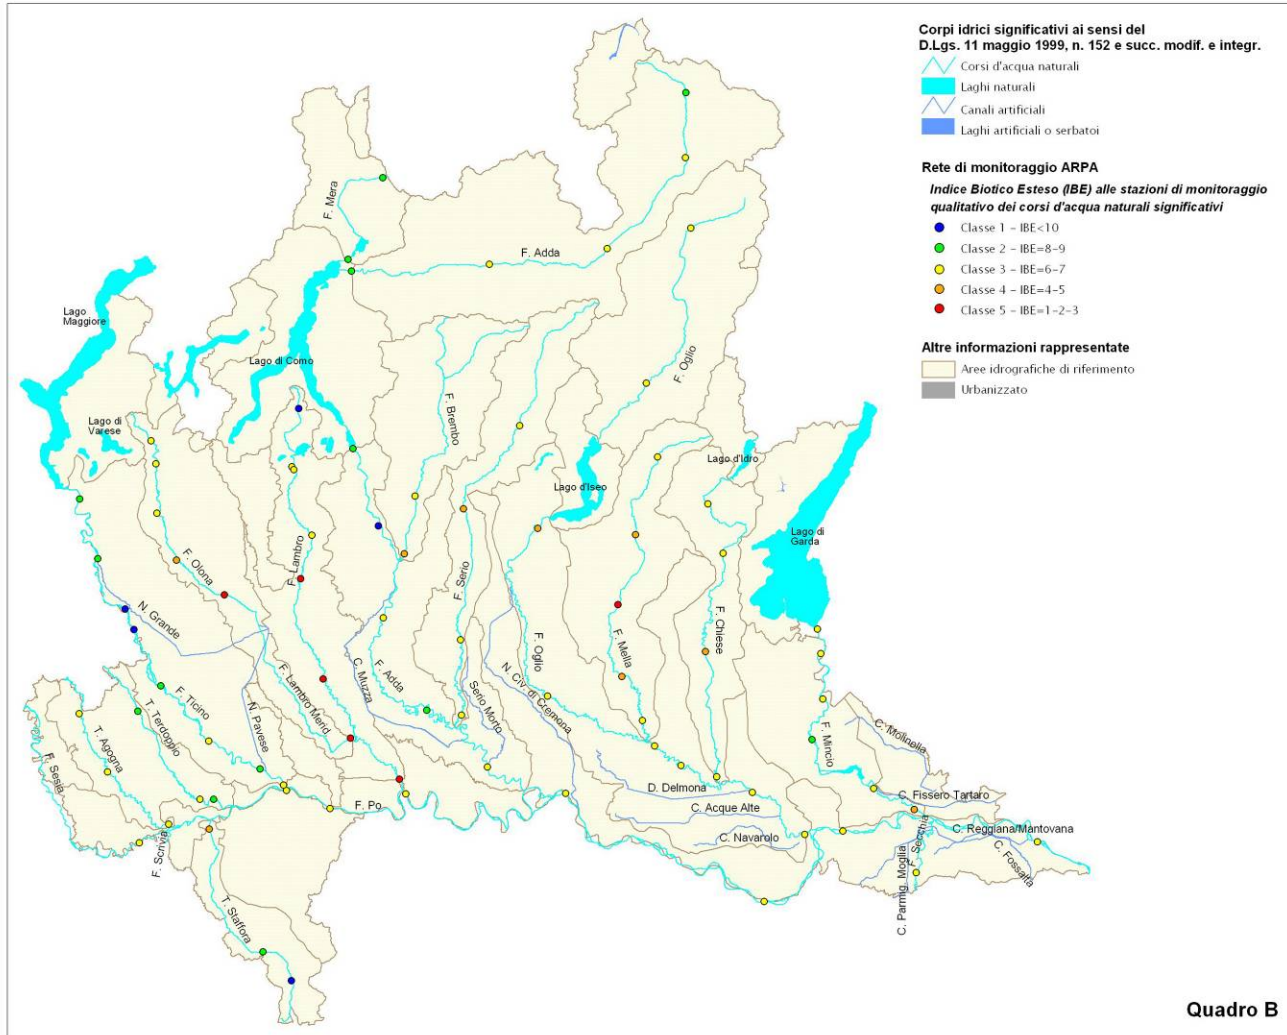 Corpi idrici significativi ai sensi del
D.Lgs. 11 maggio 1999, n. 152 e succ. modif. e integr.
Corsi d'acqua naturali
Laghi naturali
Canali artificiali
Laghi artificiali o serbatoi
Rete di monitoraggio ARPA
Indice Biotico Esteso (IBE) alle stazioni di monitoraggio
qualitativo dei corsi d'acqua naturali significativi
Classe 1 - IBE<10
Classe 2 - IBE=8-9
Classe 3 - IBE=6-7
Classe 4 - IBE=4-5
Classe 5 - IBE=1-2-3
Altre informazioni rappresentate
Aree idrografiche di riferimento
Urbanizzato
F. Mera
F. Adda
Lago
Maggiore
Lago di Como
F. Oglio
Lago di
Varese
F. Brembo
Lago d'Idro
Lago d'Iseo
Lago di
Garda
F. Olona
F. Lambro
F. Serio
N. Grande
F. Chiese
F. Oglio
F. Mella
C. Muzza
F. Adda
F. Ticino
F. Lambro Merid
Serio Morto
N. Civ. di Cremona
T. Terdoppio
N. Pavese
T. Agogna
F. Sesia
F. Mincio
C. Molinella
D. Delmona
C. Fissero Tartaro
F. Po
C. Acque Alte
C. Navarolo
C. Reggiana/Mantovana
F. Scrivia
F. Secchia
C. Fossalta
C. Parmig. Moglia
T. Staffora
Quadro B